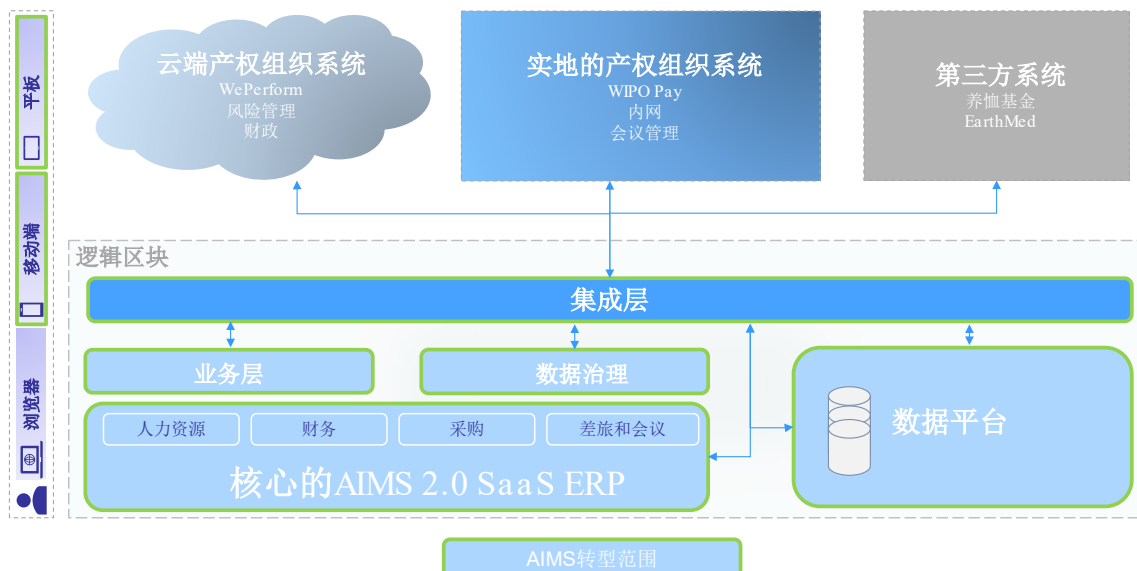 云端产权组织系统
WePerform
风险管理
财政
实地的产权组织系统
WIPO Pay
内网
会议管理
第三方系统
养恤基金
EarthMed
平板
移动端
浏览器
逻辑区块
集成层
业务层
数据治理
数据平台
人力资源
财务
采购
差旅和会议
核心的AIMS 2.0 SaaS ERP
AIMS转型范围